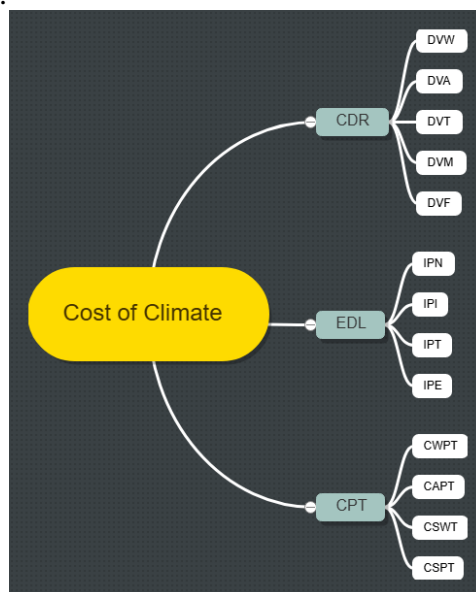 Cost of Climate
CDR
DVW
DVA
DVT
DVM
DVF
EDL
IPN
IPI
IPT
IPE
CPT
CWPT
CAPT
CSWT
CSPT